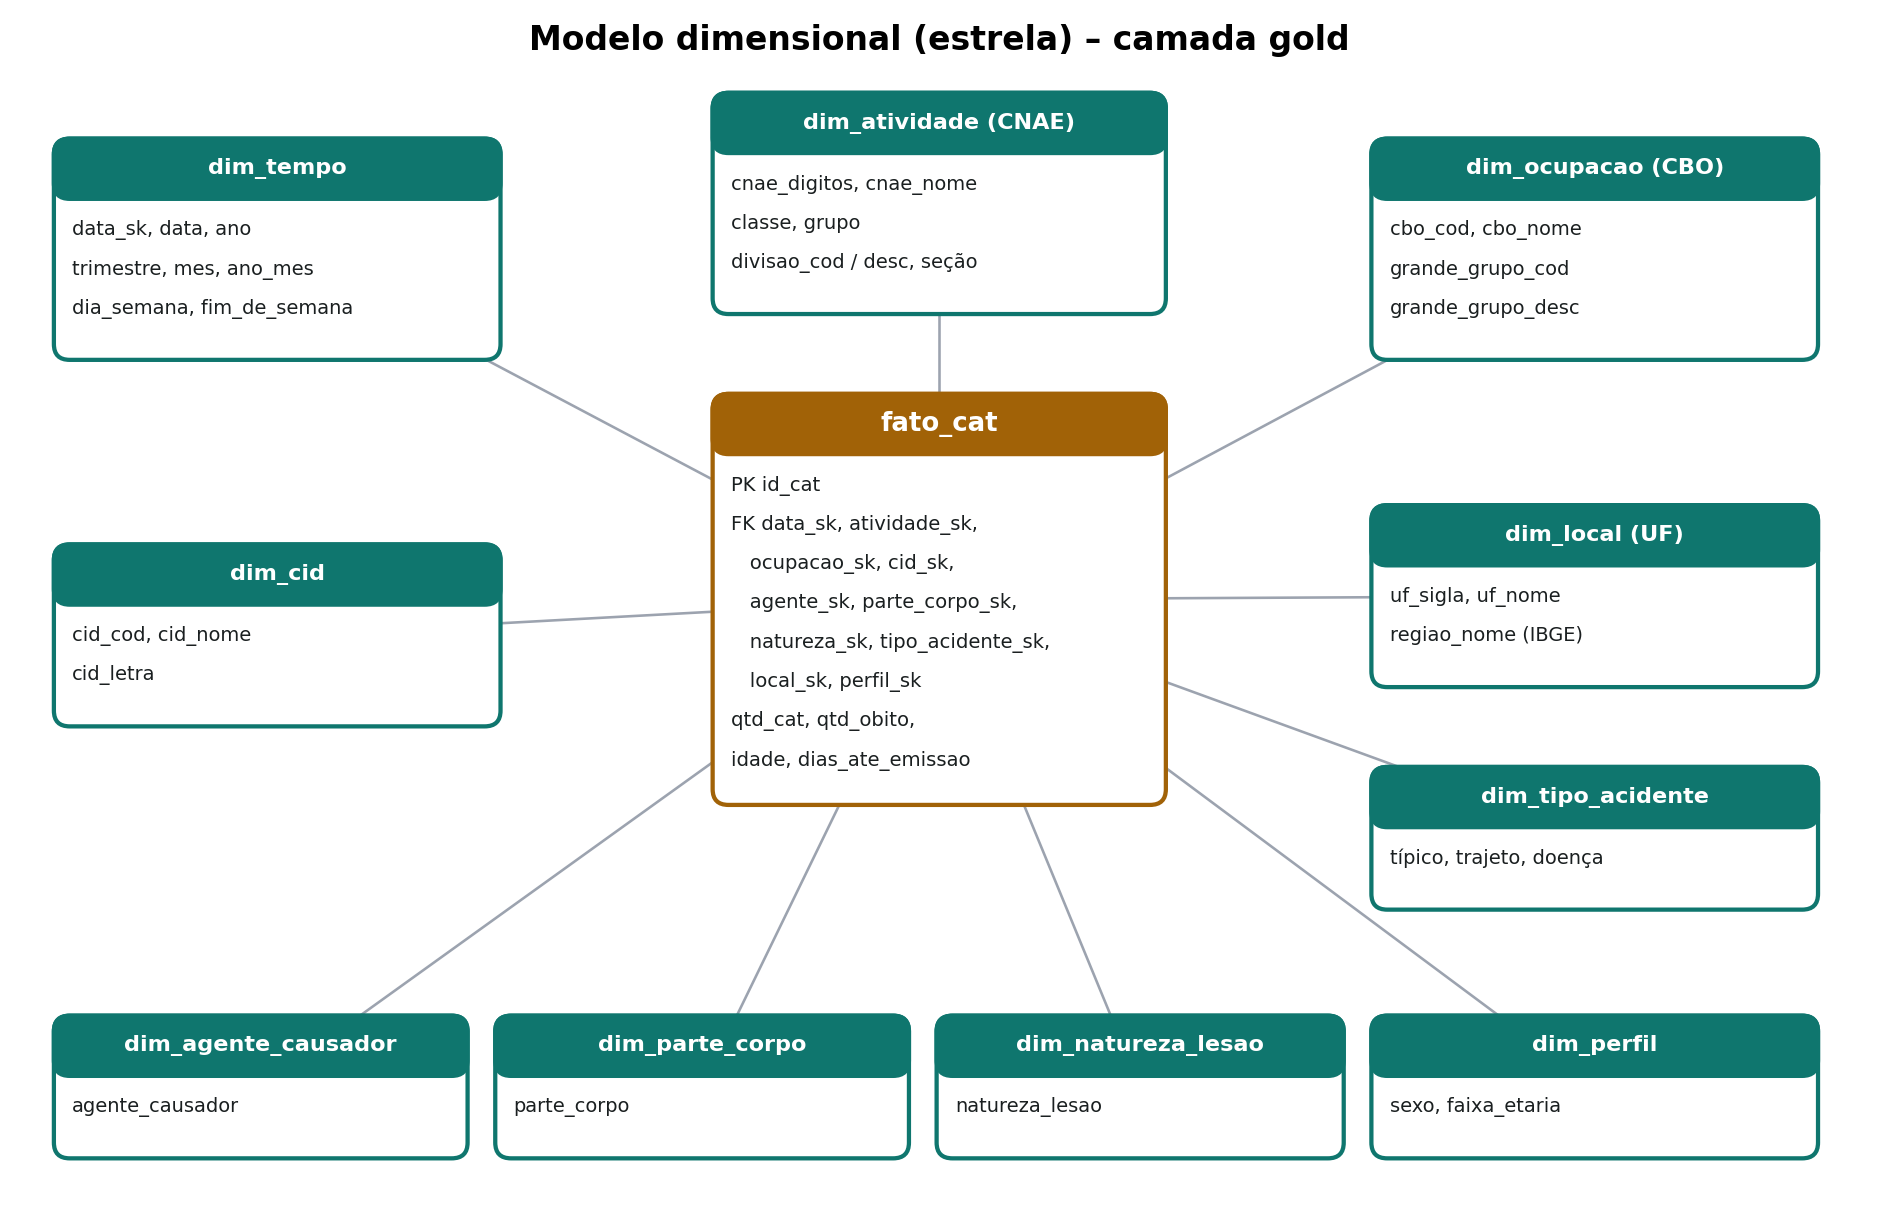 Modelo dimensional (estrela) – camada gold
dim_tempo
data_sk, data, ano
trimestre, mes, ano_mes
dia_semana, fim_de_semana
dim_atividade (CNAE)
cnae_digitos, cnae_nome
classe, grupo
divisao_cod / desc, seção
dim_ocupacao (CBO)
cbo_cod, cbo_nome
grande_grupo_cod
grande_grupo_desc
fato_cat
PK id_cat
FK data_sk, atividade_sk,
ocupacao_sk, cid_sk,
agente_sk, parte_corpo_sk,
natureza_sk, tipo_acidente_sk,
local_sk, perfil_sk
qtd_cat, qtd_obito,
idade, dias_ate_emissao
dim_cid
cid_cod, cid_nome
cid_letra
dim_local (UF)
uf_sigla, uf_nome
regiao_nome (IBGE)
dim_tipo_acidente
típico, trajeto, doença
dim_agente_causador
agente_causador
dim_parte_corpo
parte_corpo
dim_natureza_lesao
natureza_lesao
dim_perfil
sexo, faixa_etaria